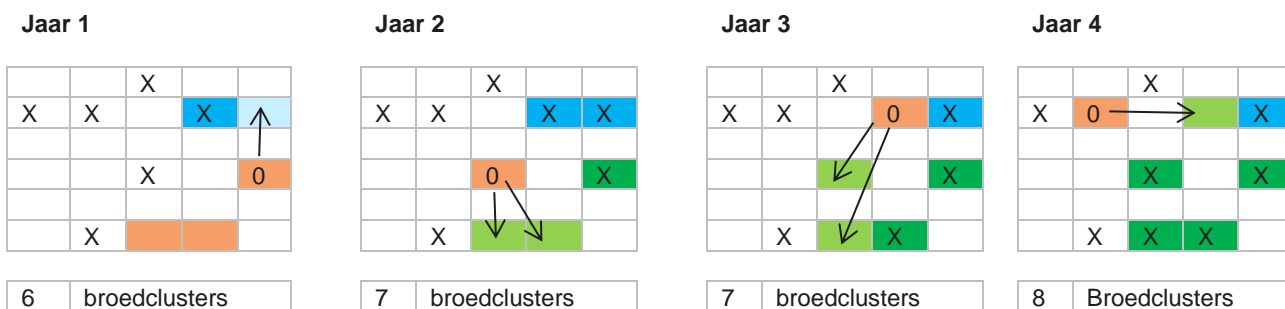 Jaar 1
X
X X X
X 0
X
6 broedclusters
Jaar 2
X
X X X X
0 X
X
7 broedclusters
Jaar 3
X
X X 0 X
X
X X
7 broedclusters
Jaar 4
X
X 0 X
X X
X X X
8 Broedclusters